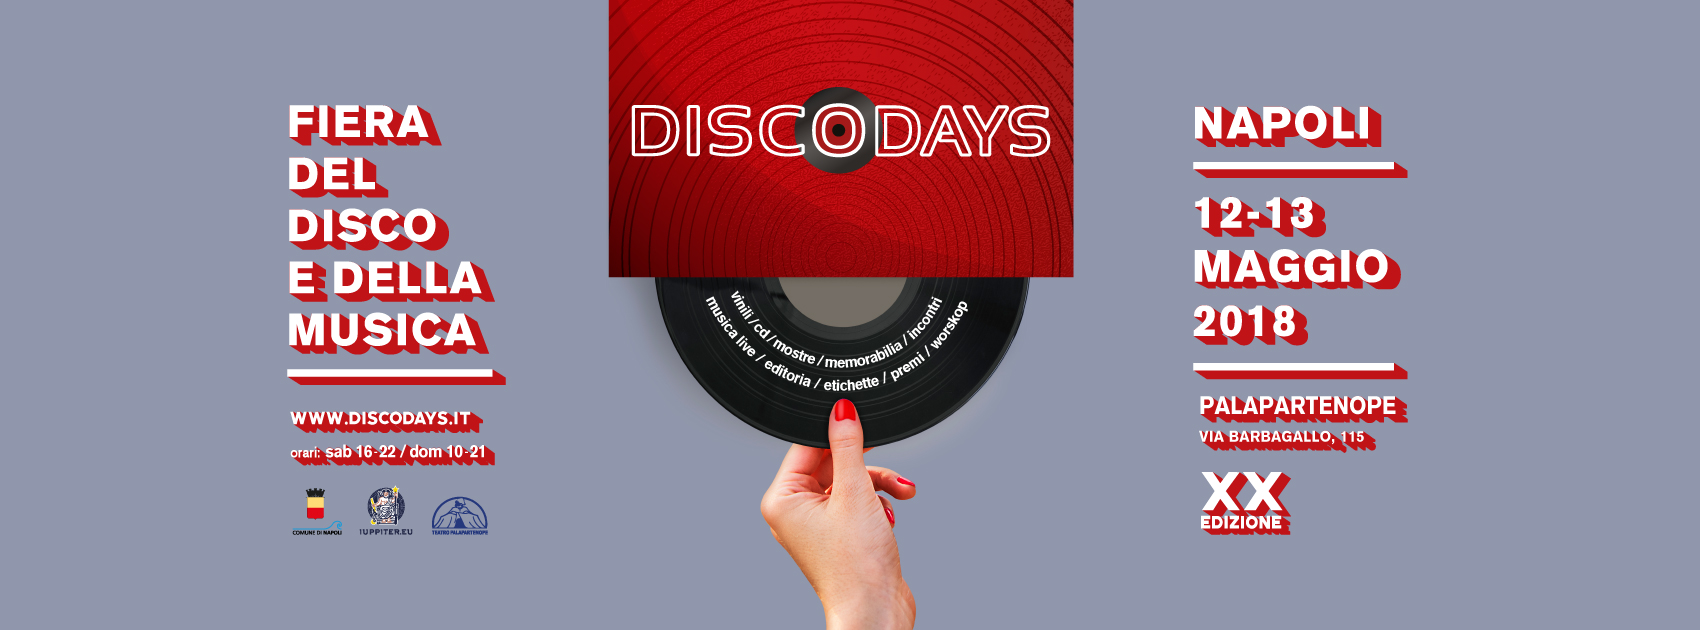 FIERA
DEL
DISCO
E DELLA
MUSICA
WWW.DISCODAYS.IT
orari: sab 16-22 / dom 10-21
COMUNE DI NAPOLI
IUPPITER.EU
TEATRO PALAPARTENOPE
DISCODAYS
vinili / cd / mostre / memorabilia / incontri
musica live / editoria / etichette / premi / worskop
NAPOLI
12-13
MAGGIO
2018
PALAPARTENOPE
VIA BARBAGALLO, 115
XX
EDIZIONE